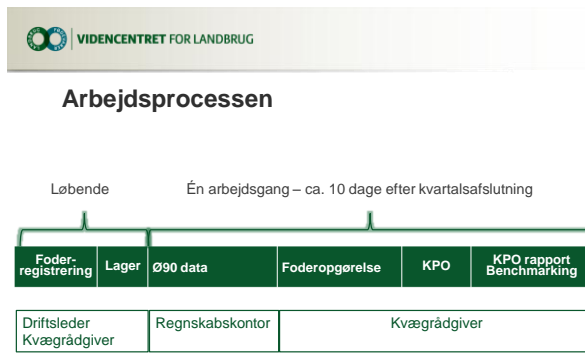 VIDENCENTRET FOR LANDBRUG
Arbejdsprocessen
Løbende
Én arbejdsgang – ca. 10 dage efter kvartalsafslutning
Foder-
registrering
Lager
Ø90 data
Foderopgørelse
KPO
KPO rapport
Benchmarking
Driftsleder
Kvægrådgiver
Regnskabskontor
Kvægrådgiver